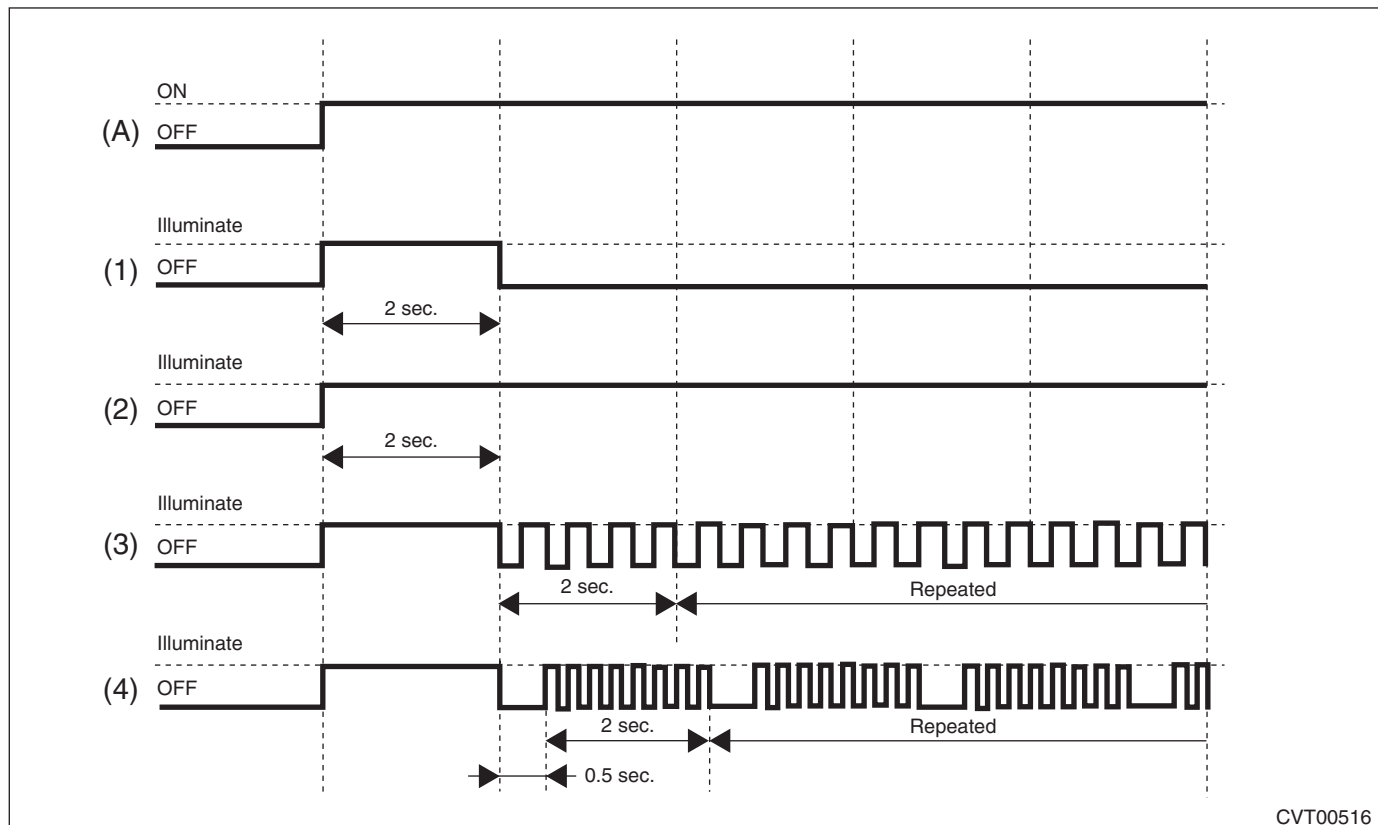 ON
(A) OFF
Illuminate
(1) OFF
2 sec.
Illuminate
(2) OFF
2 sec.
Illuminate
(3) OFF
2 sec. Repeated
Illuminate
(4) OFF
2 sec. Repeated
0.5 sec.
CVT00516